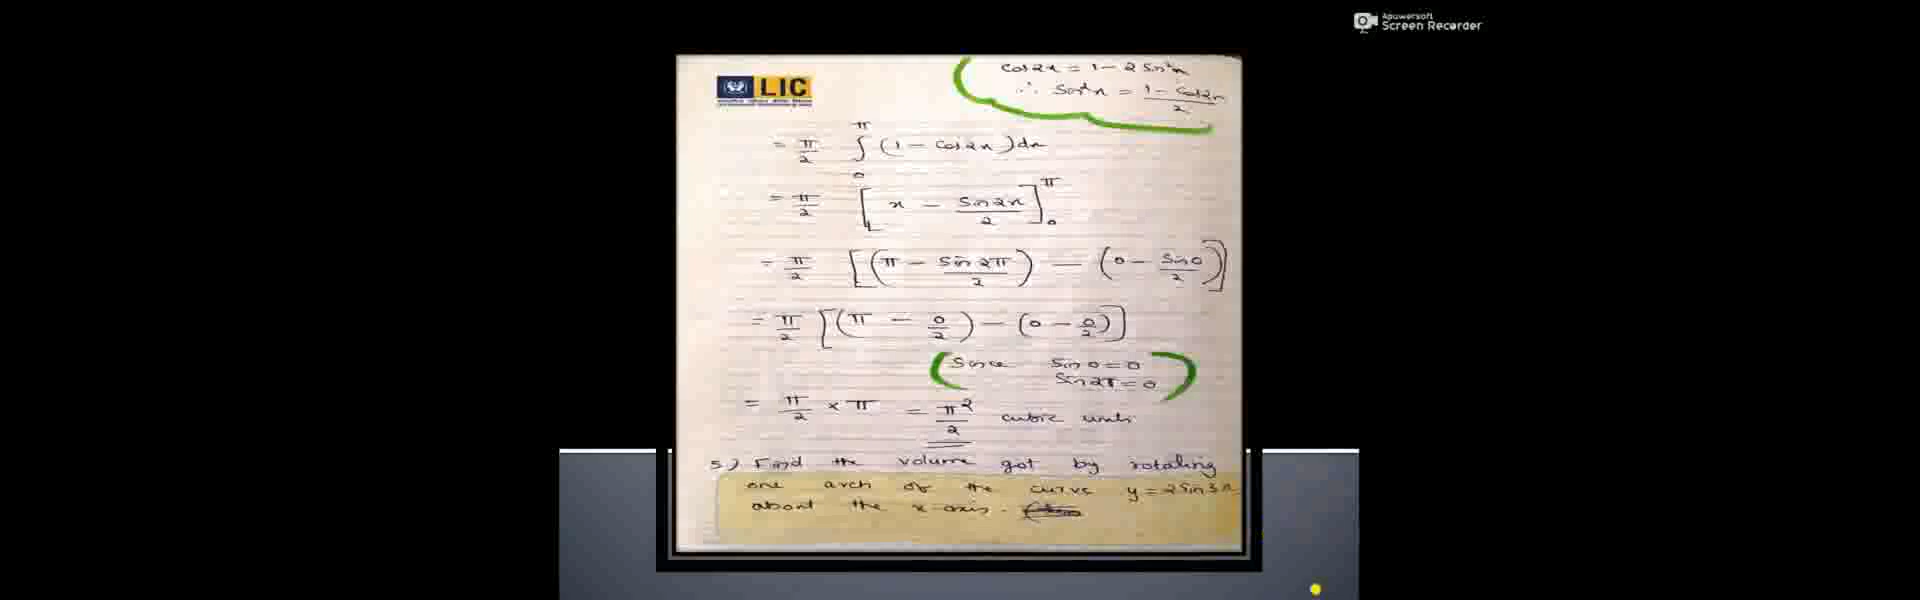 Apowersoft
Screen Recorder
LIC
cos2x = 1 - 2 sin²x
∴ sin²x = (1 - cos2x)/2
= π/2 ∫₀^π (1 - cos2x) dx
= π/2 [x - sin2x/2]₀^π
= π/2 [(π - sin2π/2) - (0 - sin0/2)]
= π/2 [(π - 0/2) - (0 - 0/2)]
(Since sin0 = 0
sin2π = 0)
= π/2 × π = π²/2 cubic units
5.) Find the volume got by rotating
one arch of the curve y = 2sin3x
about the x-axis.